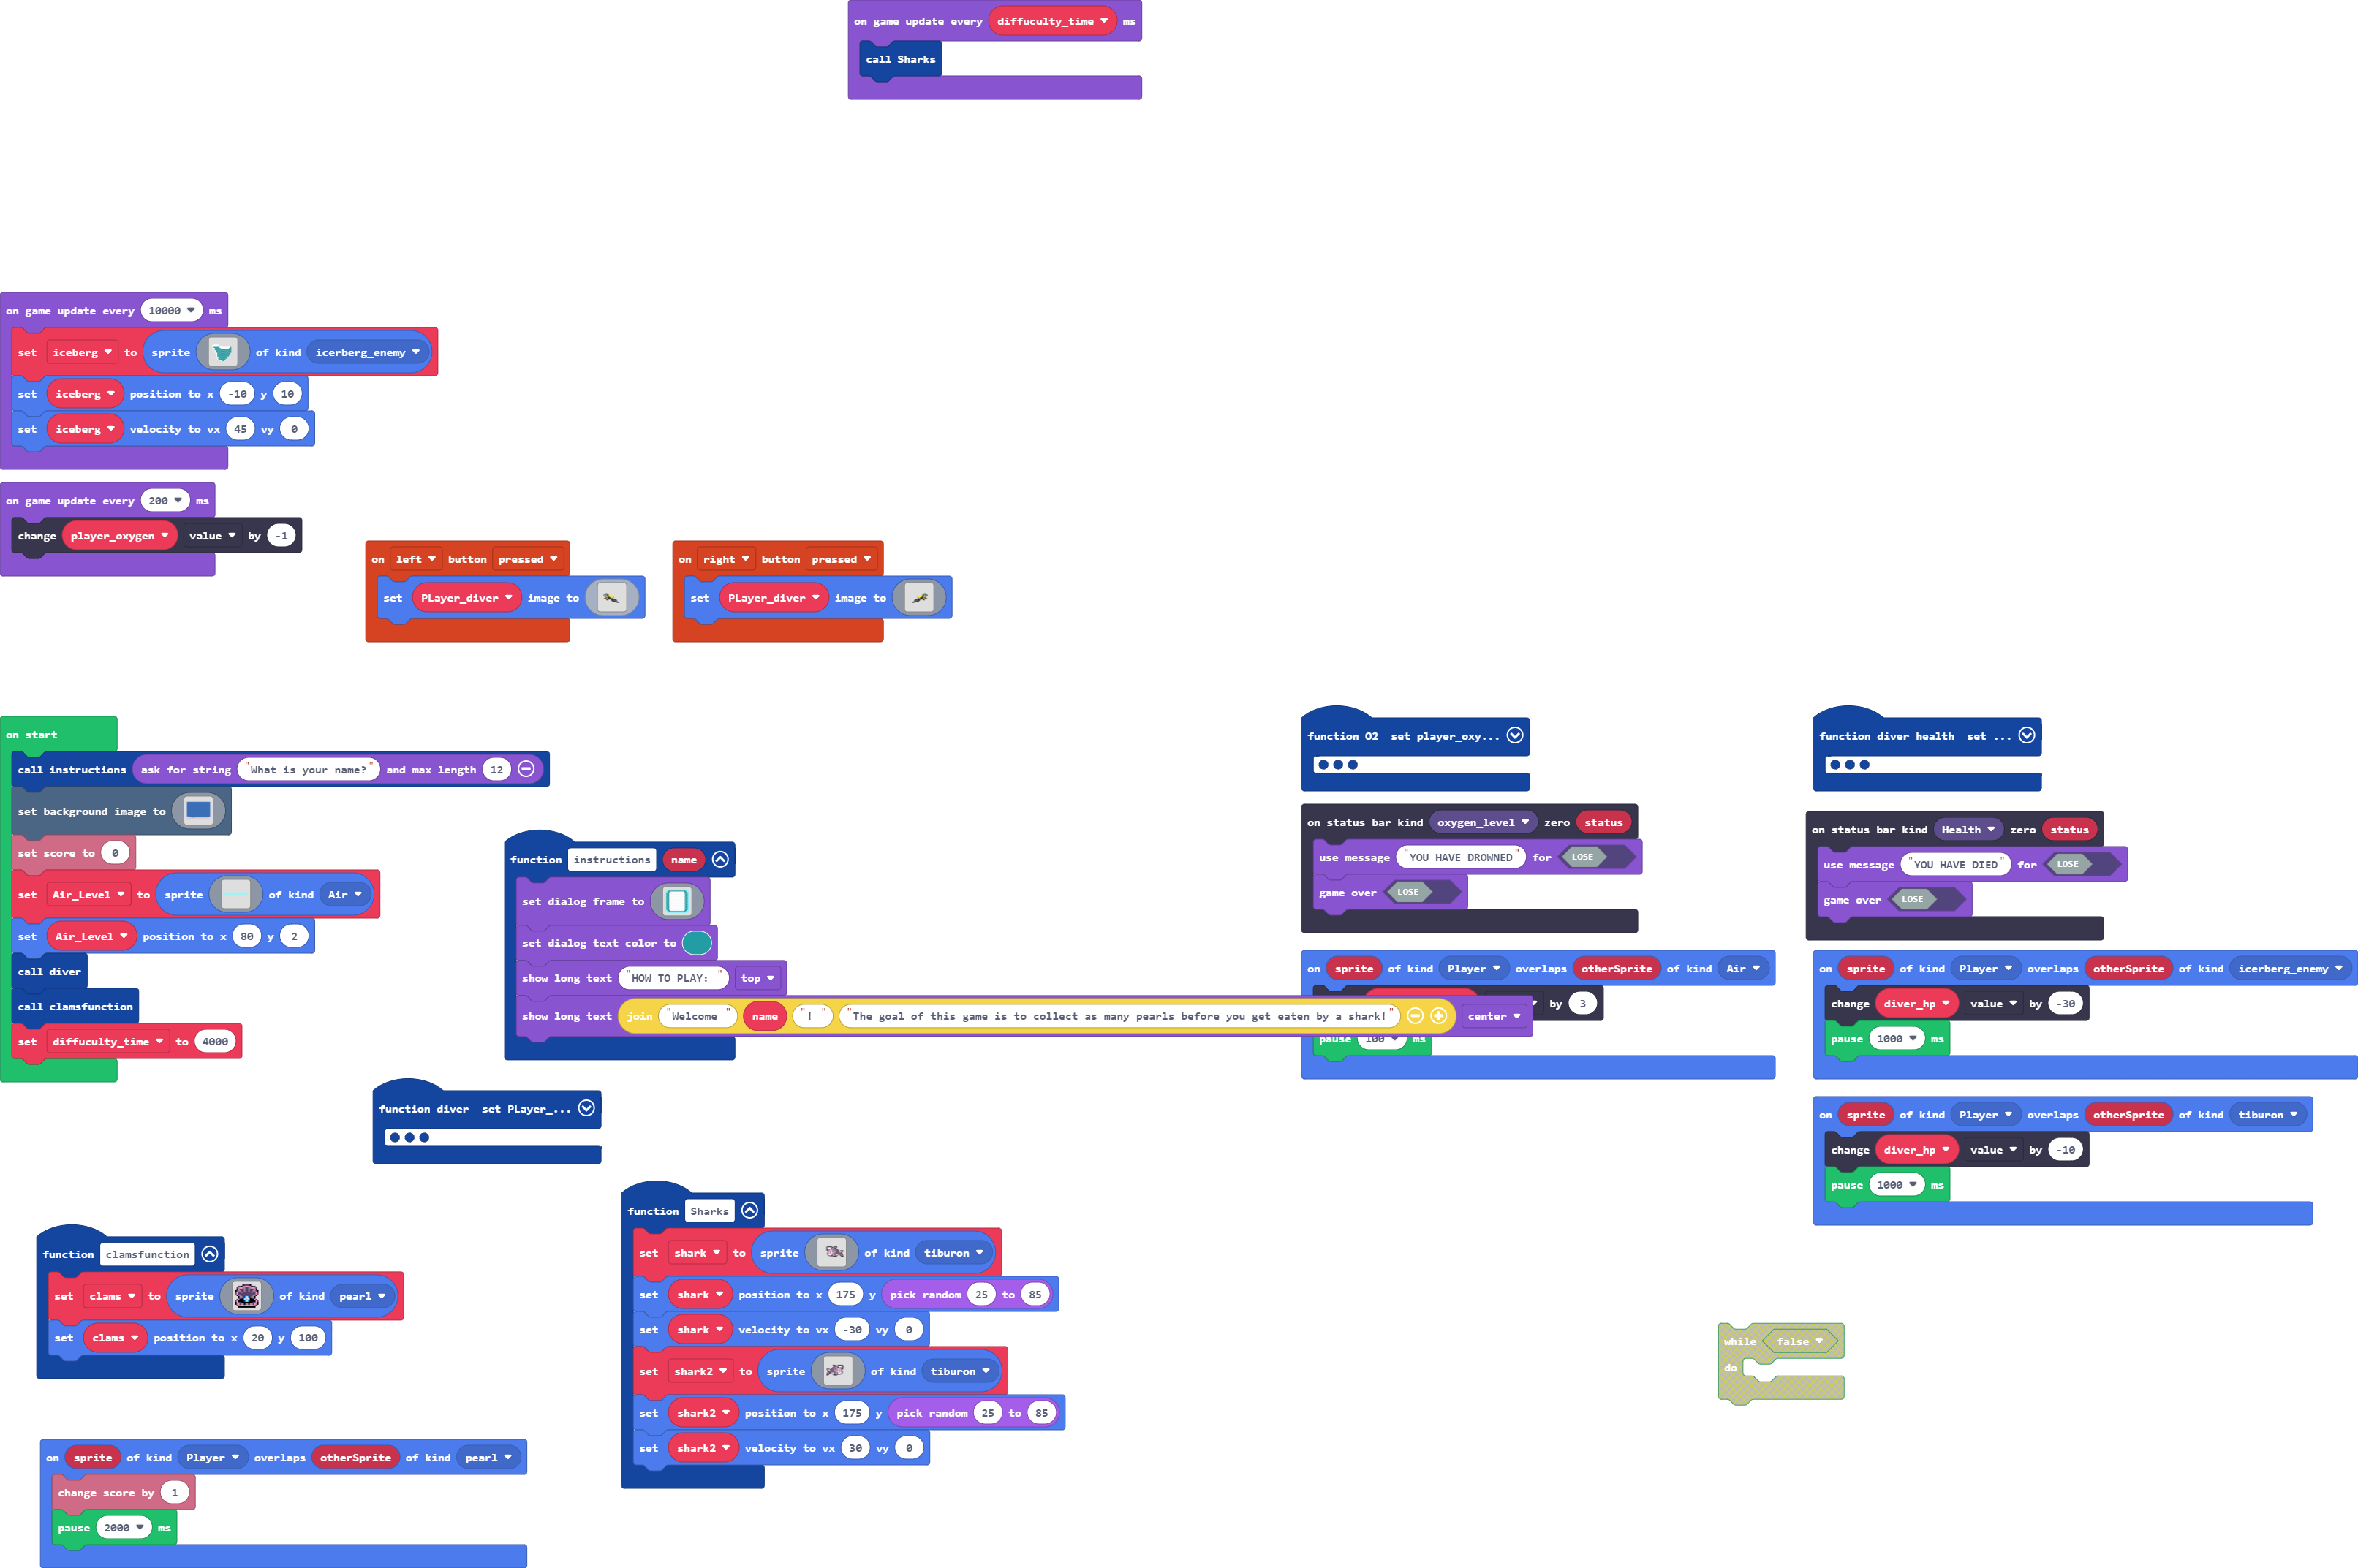 on game update every diffuculty_time ms
call Sharks
on game update every 10000 ms
set iceberg to sprite of kind icerberg_enemy
set iceberg position to x -10 y 10
set iceberg velocity to vx 45 vy 0
on game update every 200 ms
change player_oxygen value by -1
on left button pressed
set PLayer_diver image to
on right button pressed
set PLayer_diver image to
on start
call instructions ask for string "What is your name?" and max length 12
set background image to
set score to 0
set Air_Level to sprite of kind Air
set Air_Level position to x 80 y 2
call diver
call clamsfunction
set diffuculty_time to 4000
function instructions name
set dialog frame to
set dialog text color to
show long text "HOW TO PLAY: " top
show long text join "Welcome " name "! " "The goal of this game is to collect as many pearls before you get eaten by a shark!" center
function O2 set player_oxy...
on status bar kind oxygen_level zero status
use message "YOU HAVE DROWNED" for LOSE
game over LOSE
on sprite of kind Player overlaps otherSprite of kind Air
by 3
pause 100 ms
function diver health set ...
on status bar kind Health zero status
use message "YOU HAVE DIED" for LOSE
game over LOSE
on sprite of kind Player overlaps otherSprite of kind icerberg_enemy
change diver_hp value by -30
pause 1000 ms
on sprite of kind Player overlaps otherSprite of kind tiburon
change diver_hp value by -10
pause 1000 ms
function diver set PLayer_...
function Sharks
set shark to sprite of kind tiburon
set shark position to x 175 y pick random 25 to 85
set shark velocity to vx -30 vy 0
set shark2 to sprite of kind tiburon
set shark2 position to x 175 y pick random 25 to 85
set shark2 velocity to vx 30 vy 0
function clamsfunction
set clams to sprite of kind pearl
set clams position to x 20 y 100
while false
do
on sprite of kind Player overlaps otherSprite of kind pearl
change score by 1
pause 2000 ms